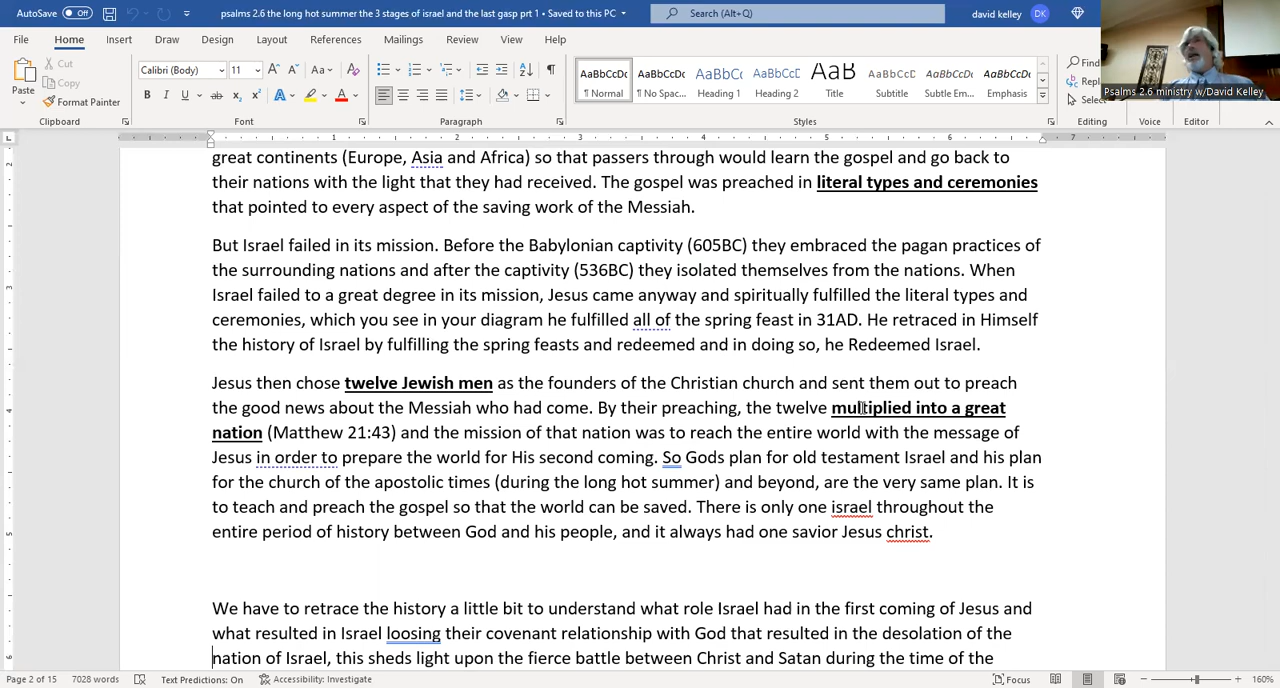 AutoSave Off psalms 2.6 the long hot summer the 3 stages of israel and the last gasp prt 1 • Saved to this PC Search (Alt+Q) david kelley DK
File Home Insert Draw Design Layout References Mailings Review View Help
Paste Cut Copy Format Painter Clipboard
Calibri (Body) 11 Font
Paragraph
AaBbCcDc ¶ Normal AaBbCcDc ¶ No Spac... AaBbCc Heading 1 AaBbCcD Heading 2 AaB Title AaBbCcD Subtitle AaBbCcDc Subtle Em... AaBbCcDc Emphasis Styles
Editing Voice Editor
Psalms 2.6 ministry w/David Kelley
great continents (Europe, Asia and Africa) so that passers through would learn the gospel and go back to
their nations with the light that they had received. The gospel was preached in literal types and ceremonies
that pointed to every aspect of the saving work of the Messiah.
But Israel failed in its mission. Before the Babylonian captivity (605BC) they embraced the pagan practices of
the surrounding nations and after the captivity (536BC) they isolated themselves from the nations. When
Israel failed to a great degree in its mission, Jesus came anyway and spiritually fulfilled the literal types and
ceremonies, which you see in your diagram he fulfilled all of the spring feast in 31AD. He retraced in Himself
the history of Israel by fulfilling the spring feasts and redeemed and in doing so, he Redeemed Israel.
Jesus then chose twelve Jewish men as the founders of the Christian church and sent them out to preach
the good news about the Messiah who had come. By their preaching, the twelve multiplied into a great
nation (Matthew 21:43) and the mission of that nation was to reach the entire world with the message of
Jesus in order to prepare the world for His second coming. So Gods plan for old testament Israel and his plan
for the church of the apostolic times (during the long hot summer) and beyond, are the very same plan. It is
to teach and preach the gospel so that the world can be saved. There is only one israel throughout the
entire period of history between God and his people, and it always had one savior Jesus christ.
We have to retrace the history a little bit to understand what role Israel had in the first coming of Jesus and
what resulted in Israel loosing their covenant relationship with God that resulted in the desolation of the
nation of Israel, this sheds light upon the fierce battle between Christ and Satan during the time of the
Page 2 of 15 7028 words Text Predictions: On Accessibility: Investigate Focus 160%